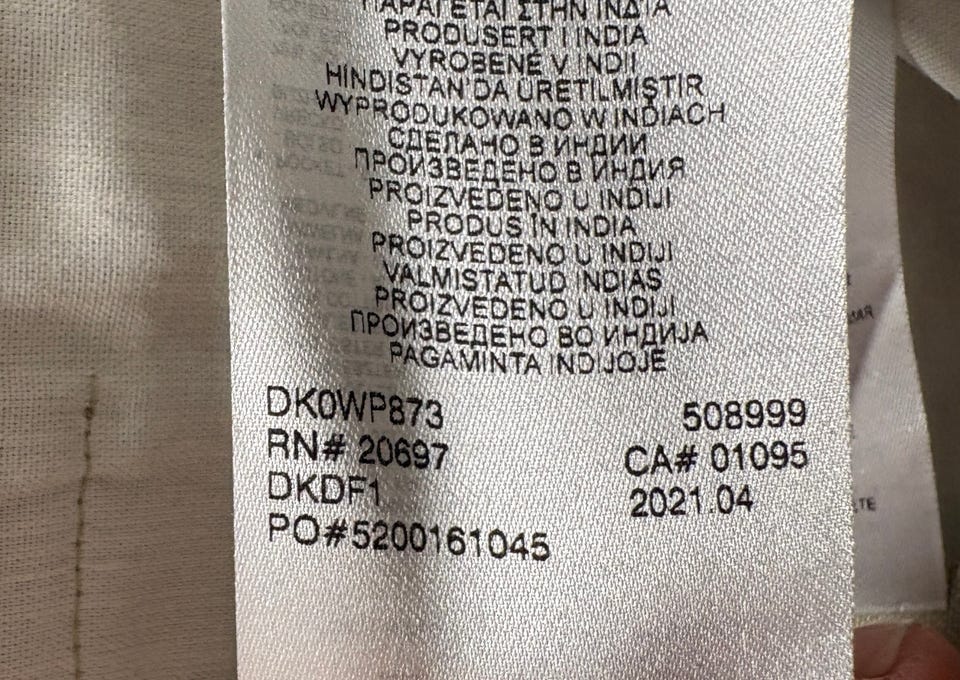 ΠΑΡΑΓΕΤΑΙ ΣΤΗΝ ΙΝΔΙΑ
PRODUSERT I INDIA
VYROBENÉ V INDII
HİNDİSTAN'DA ÜRETİLMİŞTİR
WYPRODUKOWANO W INDIACH
СДЕЛАНО В ИНДИИ
ПРОИЗВЕДЕНО В ИНДИЯ
PROIZVEDENO U INDIJI
PRODUS ÎN INDIA
PROIZVEDENO U INDIJI
VALMISTATUD INDIAS
PROIZVEDENO U INDIJI
ПРОИЗВЕДЕНО ВО ИНДИЈА
PAGAMINTA INDIJOJE
DK0WP873 508999
RN# 20697 CA# 01095
DKDF1 2021.04
PO#5200161045